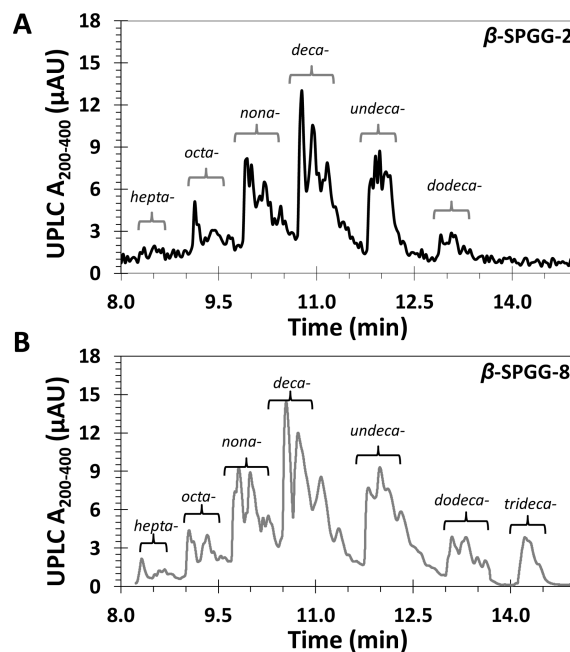 A
β-SPGG-2
UPLC A200-400 (µAU)
18
15
12
9
6
3
0
hepta-
octa-
nona-
deca-
undeca-
dodeca-
8.0 9.5 11.0 12.5 14.0
Time (min)
B
β-SPGG-8
UPLC A200-400 (µAU)
18
15
12
9
6
3
0
hepta-
octa-
nona-
deca-
undeca-
dodeca-
trideca-
8.0 9.5 11.0 12.5 14.0
Time (min)